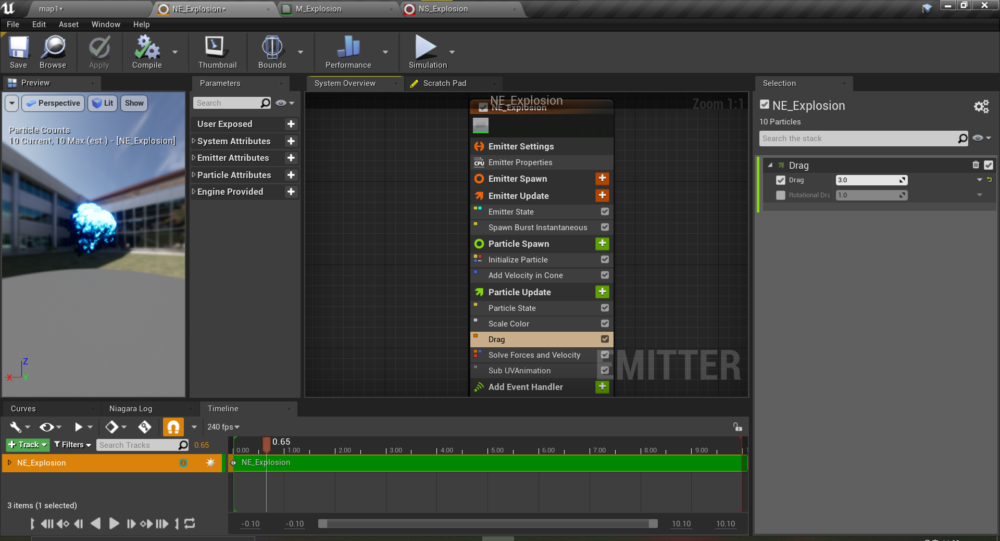 map1*
NE_Explosion*
M_Explosion
NS_Explosion
File Edit Asset Window Help
Save
Browse
Apply
Compile
Thumbnail
Bounds
Performance
Simulation
Preview
Perspective
Lit
Show
Particle Counts
10 Current, 10 Max (est.) - [NE_Explosion]
Z
X
Y
Parameters
Search
User Exposed
System Attributes
Emitter Attributes
Particle Attributes
Engine Provided
System Overview
Scratch Pad
NE_Explosion
Zoom 1:1
NE_Explosion
Emitter Settings
CPU Emitter Properties
Emitter Spawn
Emitter Update
Emitter State
Spawn Burst Instantaneous
Particle Spawn
Initialize Particle
Add Velocity in Cone
Particle Update
Particle State
Scale Color
Drag
Solve Forces and Velocity
Sub UVAnimation
Add Event Handler
EMITTER
Selection
NE_Explosion
10 Particles
Search the stack
Drag
Drag 3.0
Rotational Dra 1.0
Curves
Niagara Log
Timeline
240 fps
Track
Filters
Search Tracks
0.65
0.65
0.00 1.00 2.00 3.00 4.00 5.00 6.00 7.00 8.00 9.00 1
NE_Explosion
NE_Explosion
3 items (1 selected)
-0.10 -0.10 10.10 10.10